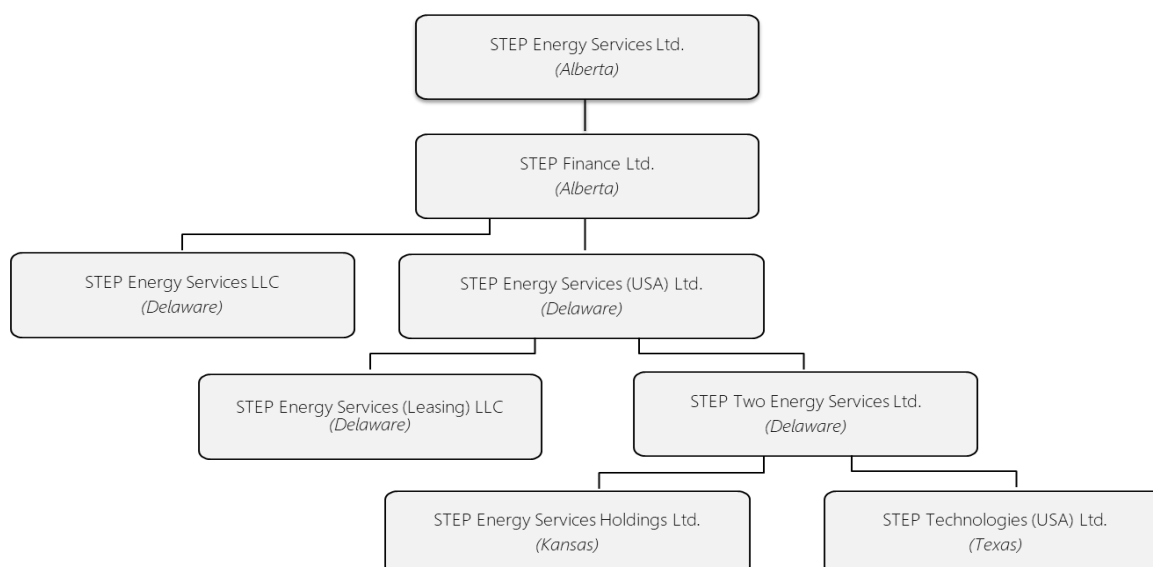 STEP Energy Services Ltd.
(Alberta)
STEP Finance Ltd.
(Alberta)
STEP Energy Services LLC
(Delaware)
STEP Energy Services (USA) Ltd.
(Delaware)
STEP Energy Services (Leasing) LLC
(Delaware)
STEP Two Energy Services Ltd.
(Delaware)
STEP Energy Services Holdings Ltd.
(Kansas)
STEP Technologies (USA) Ltd.
(Texas)